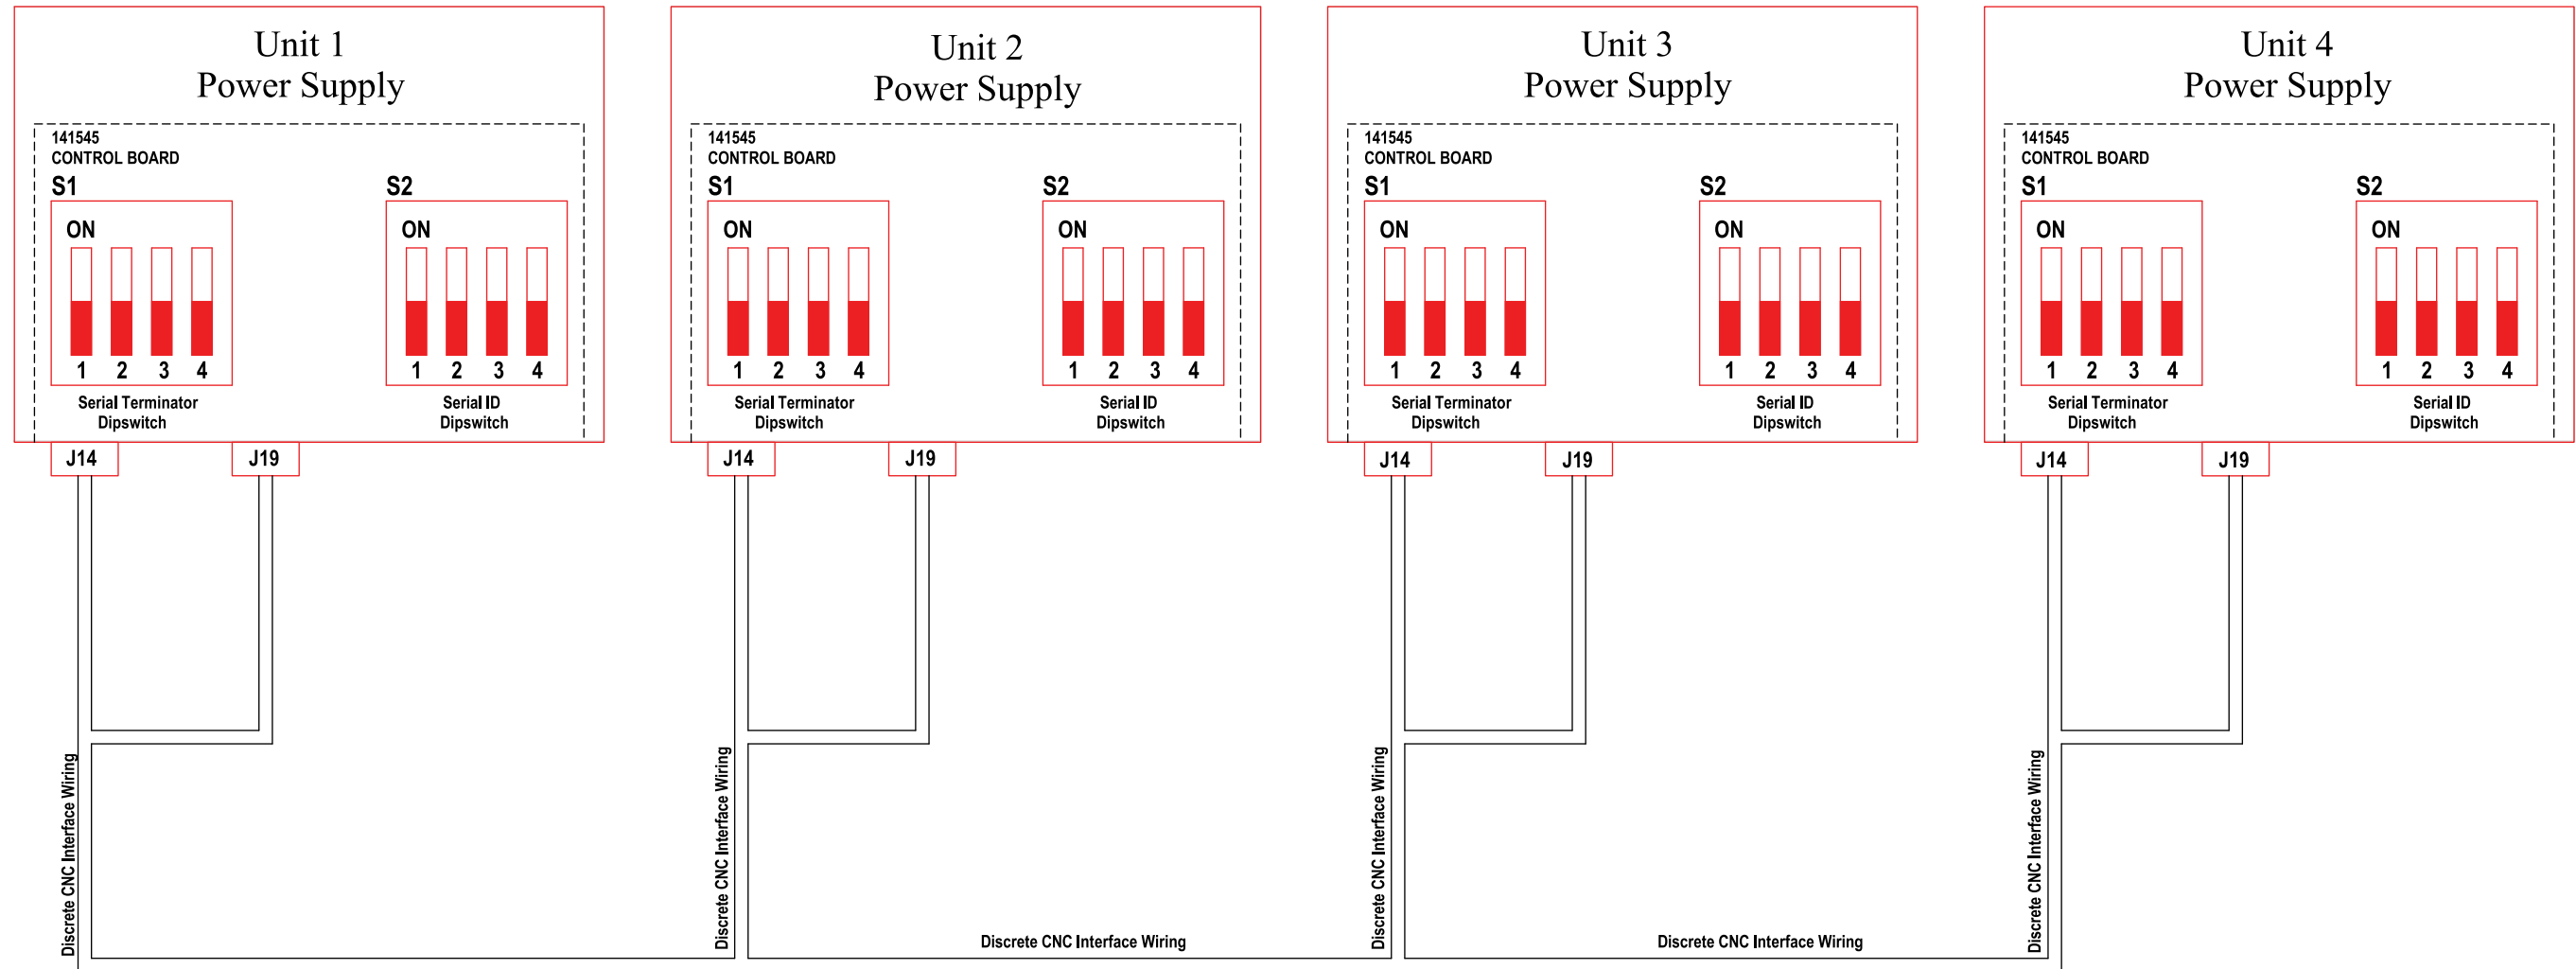 Unit 1
Power Supply
141545
CONTROL BOARD
S1
S2
ON
ON
1 2 3 4
1 2 3 4
Serial Terminator
Dipswitch
Serial ID
Dipswitch
J14
J19
Discrete CNC Interface Wiring
Unit 2
Power Supply
141545
CONTROL BOARD
S1
S2
ON
ON
1 2 3 4
1 2 3 4
Serial Terminator
Dipswitch
Serial ID
Dipswitch
J14
J19
Discrete CNC Interface Wiring
Discrete CNC Interface Wiring
Unit 3
Power Supply
141545
CONTROL BOARD
S1
S2
ON
ON
1 2 3 4
1 2 3 4
Serial Terminator
Dipswitch
Serial ID
Dipswitch
J14
J19
Discrete CNC Interface Wiring
Discrete CNC Interface Wiring
Unit 4
Power Supply
141545
CONTROL BOARD
S1
S2
ON
ON
1 2 3 4
1 2 3 4
Serial Terminator
Dipswitch
Serial ID
Dipswitch
J14
J19
Discrete CNC Interface Wiring